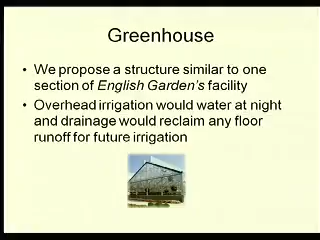 Greenhouse
• We propose a structure similar to one
section of English Garden's facility
• Overhead irrigation would water at night
and drainage would reclaim any floor
runoff for future irrigation